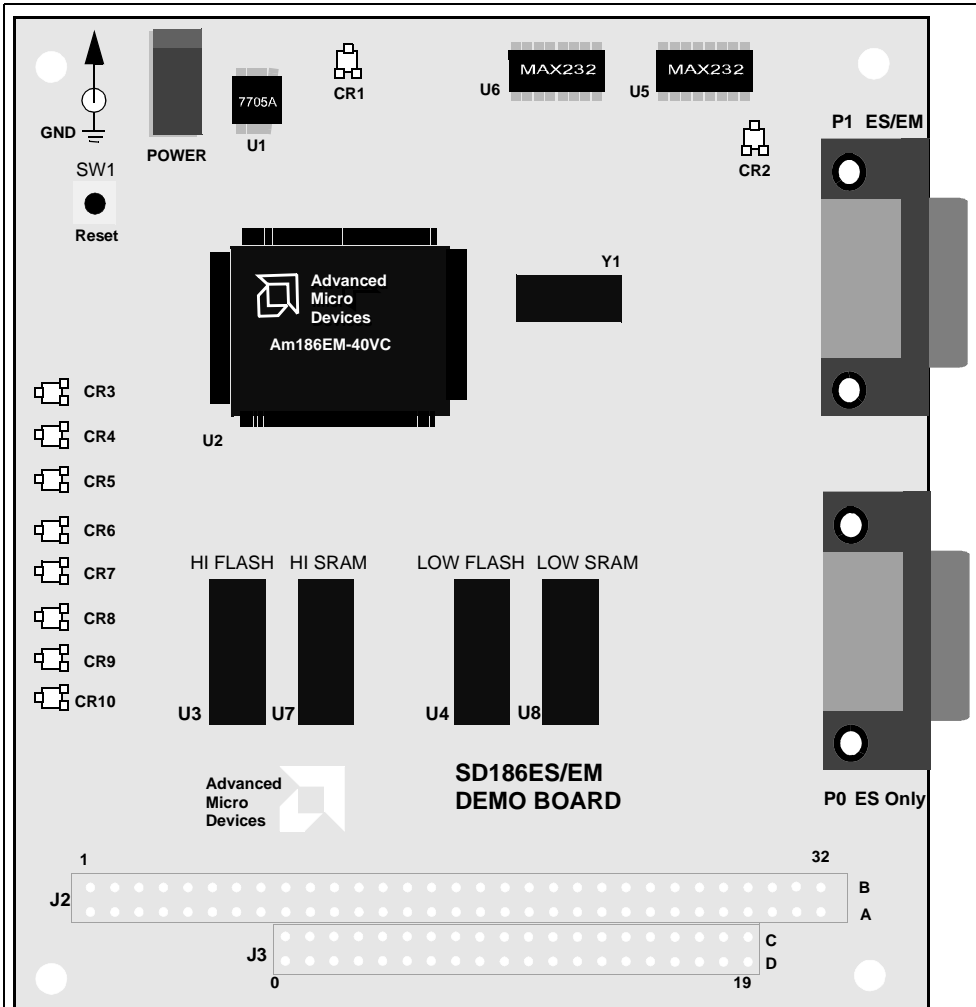 MAX232
MAX232
U6
U5
7705A
CR1
U1
GND
POWER
P1 ES/EM
CR2
SW1
Reset
Y1
Advanced
Micro
Devices
Am186EM-40VC
U2
CR3
CR4
CR5
CR6
CR7
CR8
CR9
CR10
HI FLASH HI SRAM LOW FLASH LOW SRAM
U3 U7 U4 U8
SD186ES/EM
DEMO BOARD
Advanced
Micro
Devices
P0 ES Only
1 32
J2
B
A
J3
C
D
0 19